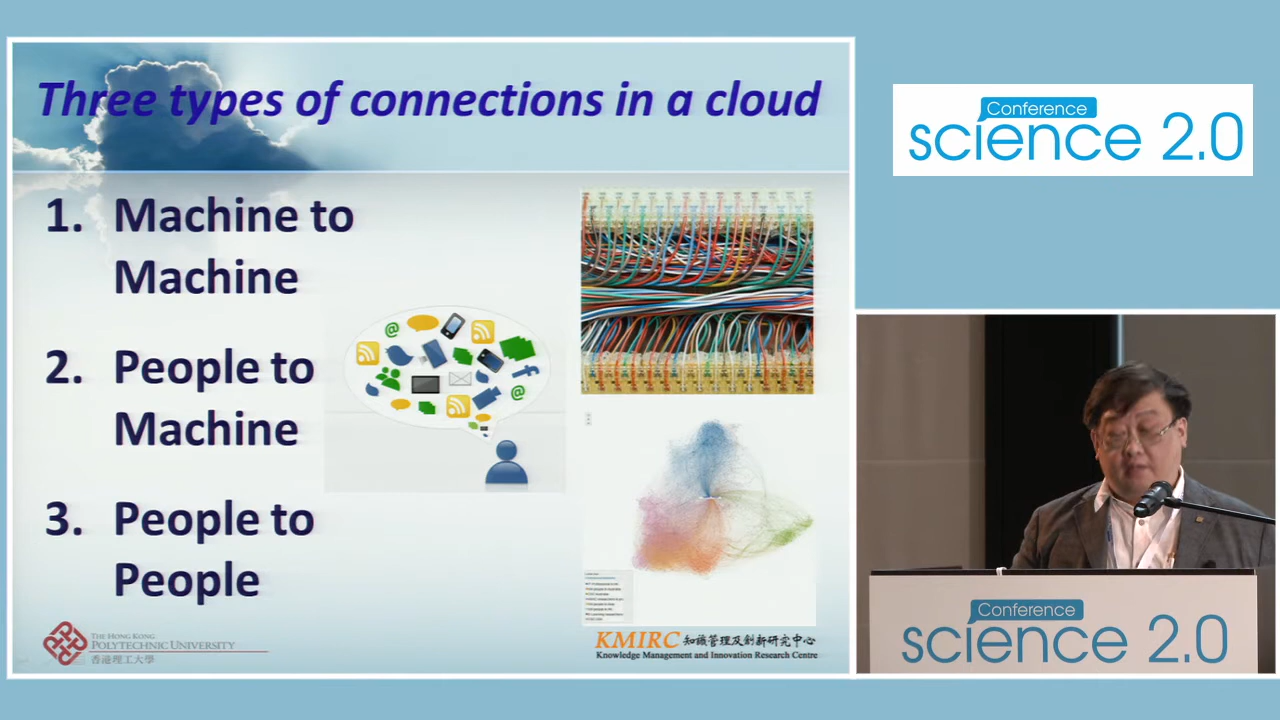 Three types of connections in a cloud
1. Machine to
Machine
2. People to
Machine
3. People to
People
THE HONG KONG
POLYTECHNIC UNIVERSITY
香港理工大學
KMIRC 知識管理及創新研究中心
Knowledge Management and Innovation Research Centre
Conference
science 2.0
Conference
science 2.0